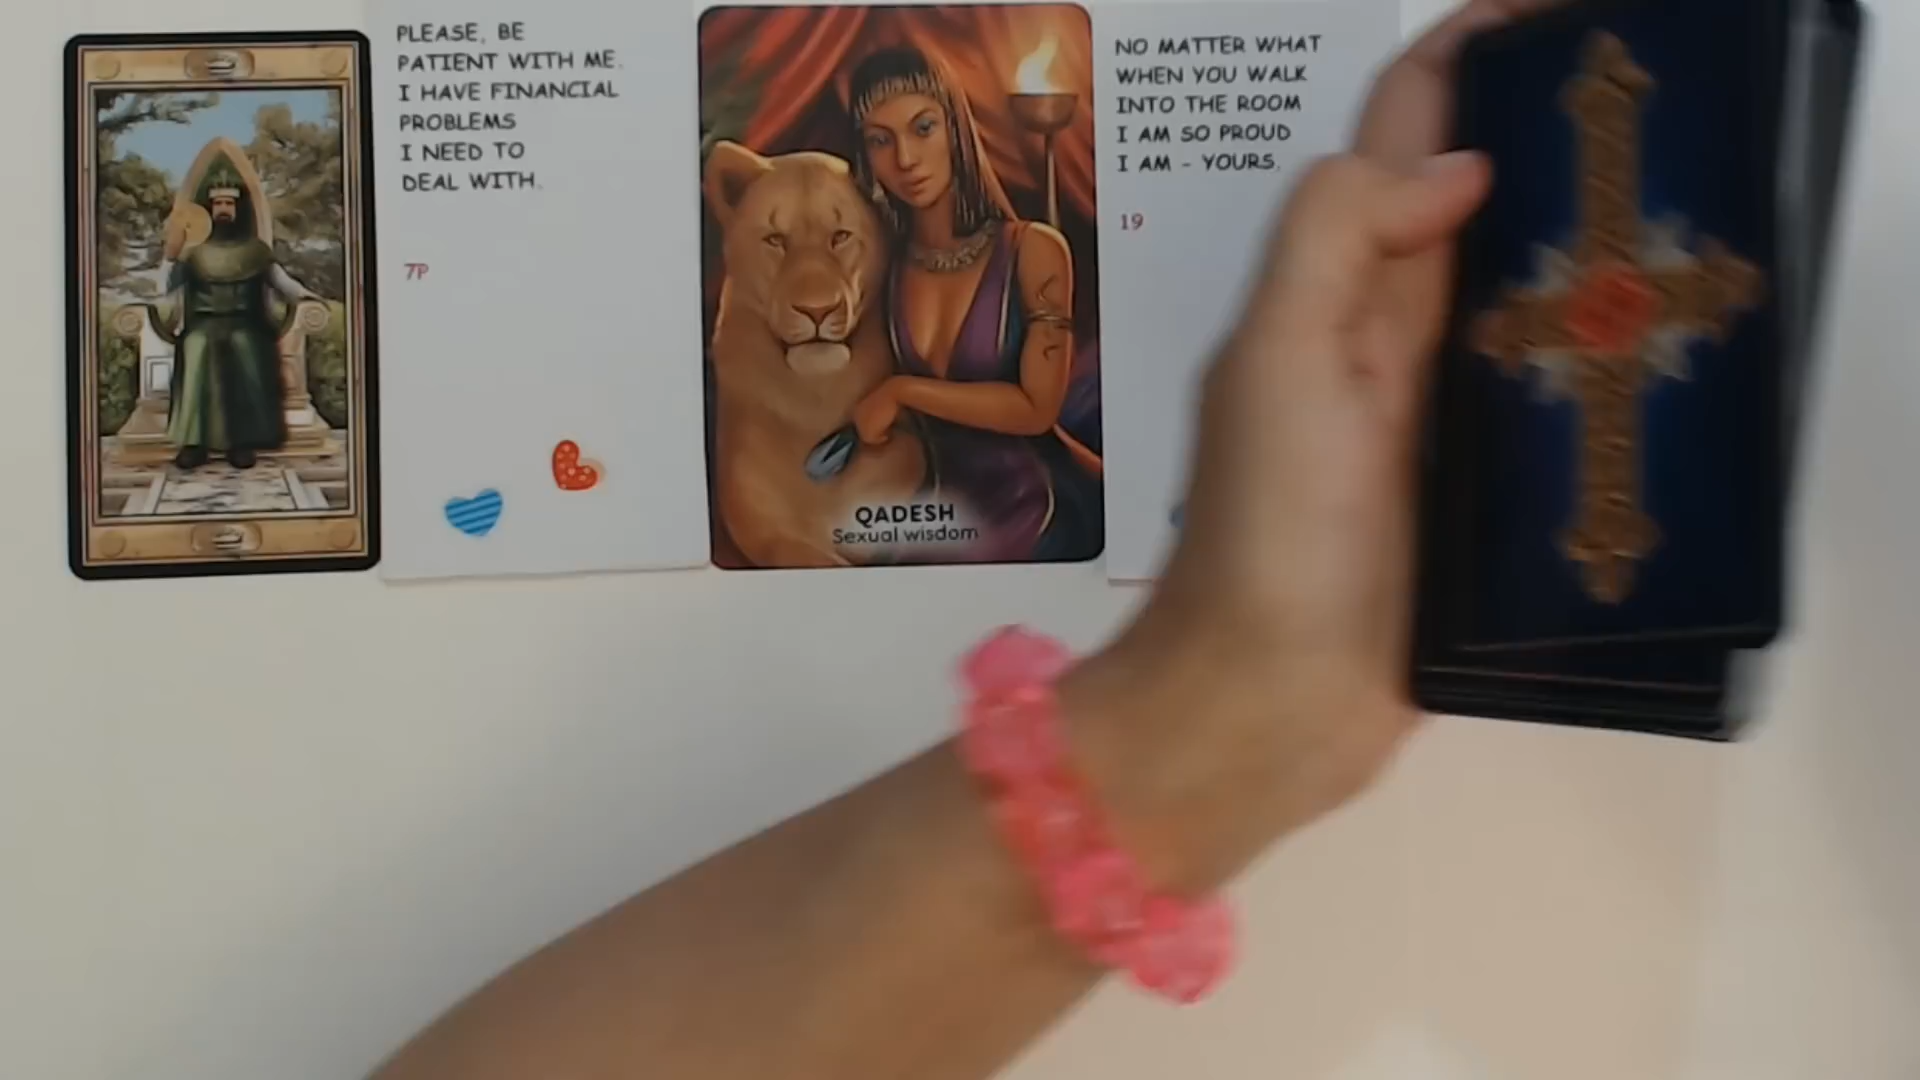 PLEASE, BE
PATIENT WITH ME.
I HAVE FINANCIAL
PROBLEMS
I NEED TO
DEAL WITH.
7P
QADESH
Sexual wisdom
NO MATTER WHAT
WHEN YOU WALK
INTO THE ROOM
I AM SO PROUD
I AM - YOURS.
19